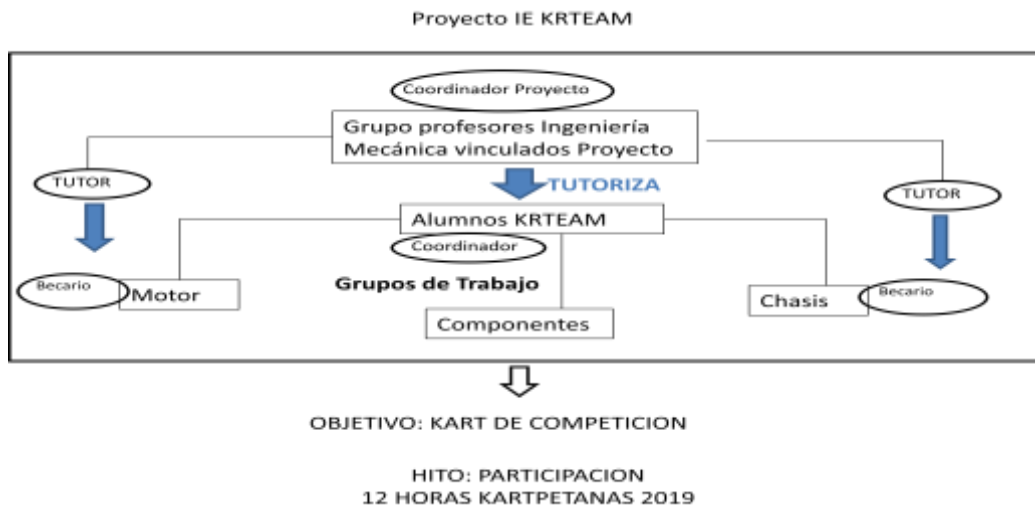 Proyecto IE KRTEAM
Coordinador Proyecto
Grupo profesores Ingeniería
Mecánica vinculados Proyecto
TUTOR
TUTORIZA
TUTOR
Alumnos KRTEAM
Coordinador
Grupos de Trabajo
Becario
Motor
Componentes
Chasis
Becario
OBJETIVO: KART DE COMPETICION
HITO: PARTICIPACION
12 HORAS KARTPETANAS 2019